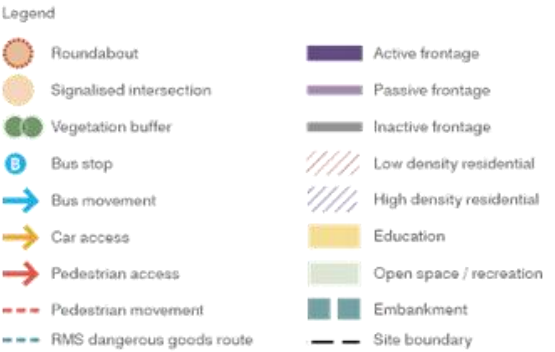 Legend
Roundabout
Signalised intersection
Vegetation buffer
B Bus stop
Bus movement
Car access
Pedestrian access
Pedestrian movement
RMS dangerous goods route
Active frontage
Passive frontage
Inactive frontage
Low density residential
High density residential
Education
Open space / recreation
Embankment
Site boundary